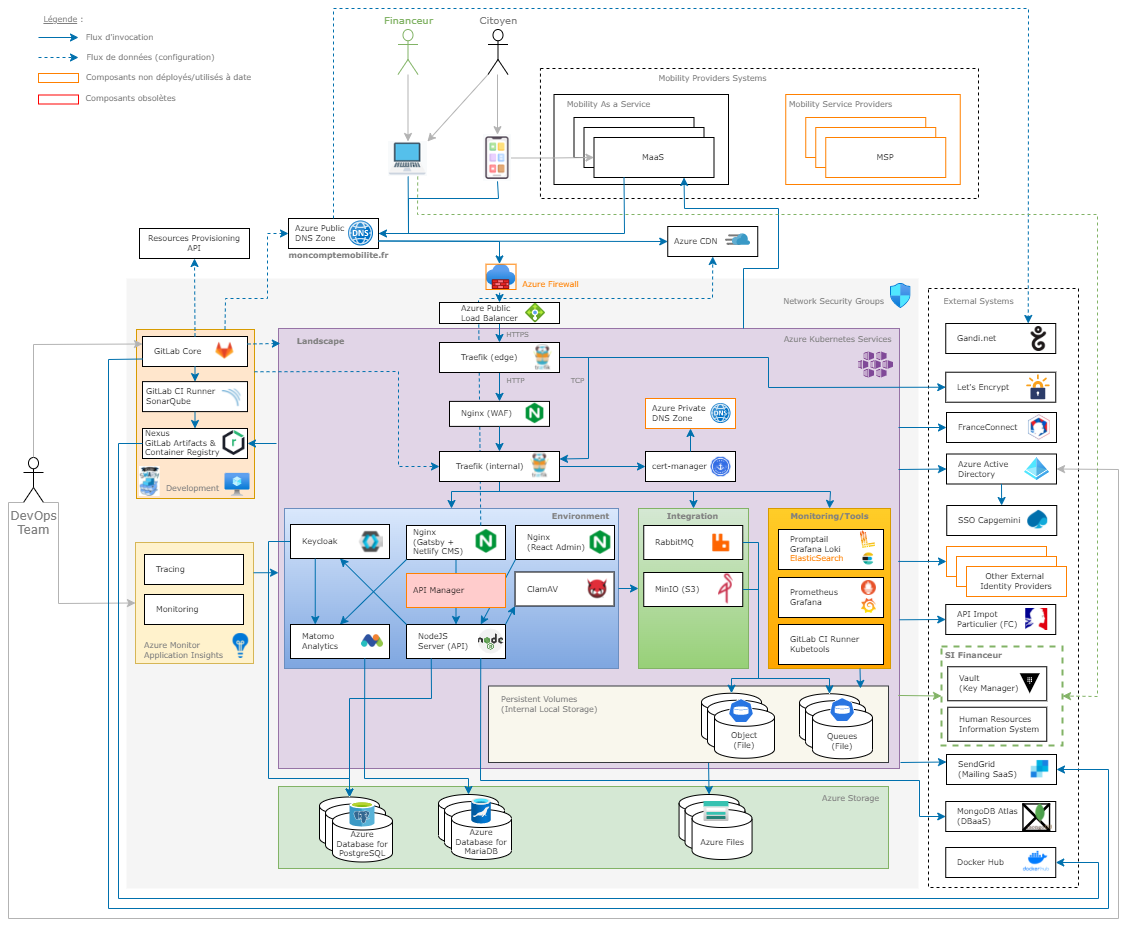 Légende :
Flux d'invocation
Flux de données (configuration)
Composants non déployés/utilisés à date
Composants obsolètes
Financeur
Citoyen
Mobility Providers Systems
Mobility As a Service
MaaS
Mobility Service Providers
MSP
Resources Provisioning
API
Azure Public
DNS Zone
DNS
moncomptemobilite.fr
Azure CDN
Azure Firewall
Azure Public
Load Balancer
Network Security Groups
External Systems
HTTPS
Landscape
Azure Kubernetes Services
GitLab Core
Traefik (edge)
HTTP
TCP
GitLab CI Runner
SonarQube
Nginx (WAF)
Azure Private
DNS Zone
DNS
Nexus
GitLab Artifacts &
Container Registry
Traefik (internal)
cert-manager
Development
DevOps
Team
Gandi.net
Let's Encrypt
FranceConnect
Azure Active
Directory
SSO Capgemini
Other External
Identity Providers
API Impot
Particulier (FC)
SI Financeur
Vault
(Key Manager)
Human Resources
Information System
SendGrid
(Mailing SaaS)
MongoDB Atlas
(DBaaS)
Docker Hub
dockerHub
Environment
Keycloak
Nginx
(Gatsby +
Netlify CMS)
Nginx
(React Admin)
API Manager
ClamAV
Matomo
Analytics
NodeJS
Server (API)
node
Integration
RabbitMQ
MinIO (S3)
Monitoring/Tools
Promptail
Grafana Loki
ElasticSearch
Prometheus
Grafana
GitLab CI Runner
Kubetools
Tracing
Monitoring
Azure Monitor
Application Insights
Persistent Volumes
(Internal Local Storage)
Object
(File)
Queues
(File)
Azure Storage
Azure
Database for
PostgreSQL
Azure
Database for
MariaDB
Azure Files